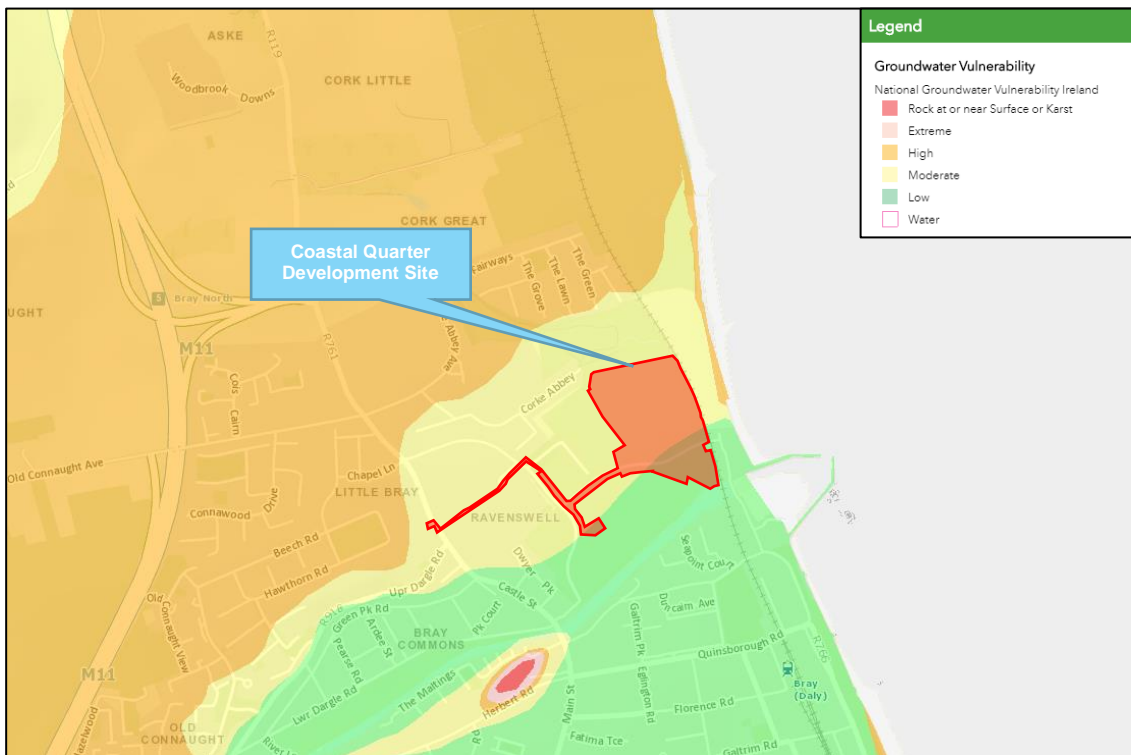 Legend
Groundwater Vulnerability
National Groundwater Vulnerability Ireland
Rock at or near Surface or Karst
Extreme
High
Moderate
Low
Water
ASKE
R119
Woodbrook
Downs
CORK LITTLE
CORK GREAT
Coastal Quarter
Development Site
Fairways
The Grove
The Lawn
The Green
Abbey Ave
5
Bray North
UGHT
M11
R761
Cois
Cairn
Corke Abbey
Old Connaught Ave
Chapel Ln
LITTLE BRAY
Connawood
Drive
Beech Rd
RAVENSWELL
Hawthorn Rd
Upr Dargle Rd
Dwyer Pk
Seapoint Court
Old Connaught View
Green Pk Rd
Castle St
Pk Court
Duncairn Ave
Ardee St
Pearse Rd
BRAY
COMMONS
Galtrim Pk
Quinsborough Rd
R766
M11
The Maltings
Eglington Rd
Bray
(Daly)
Lwr Dargle Rd
Herbert Rd
Main St
Florence Rd
OLD
CONNAUGHT
Hazelwood
River
Fatima Tce
Galtrim Rd